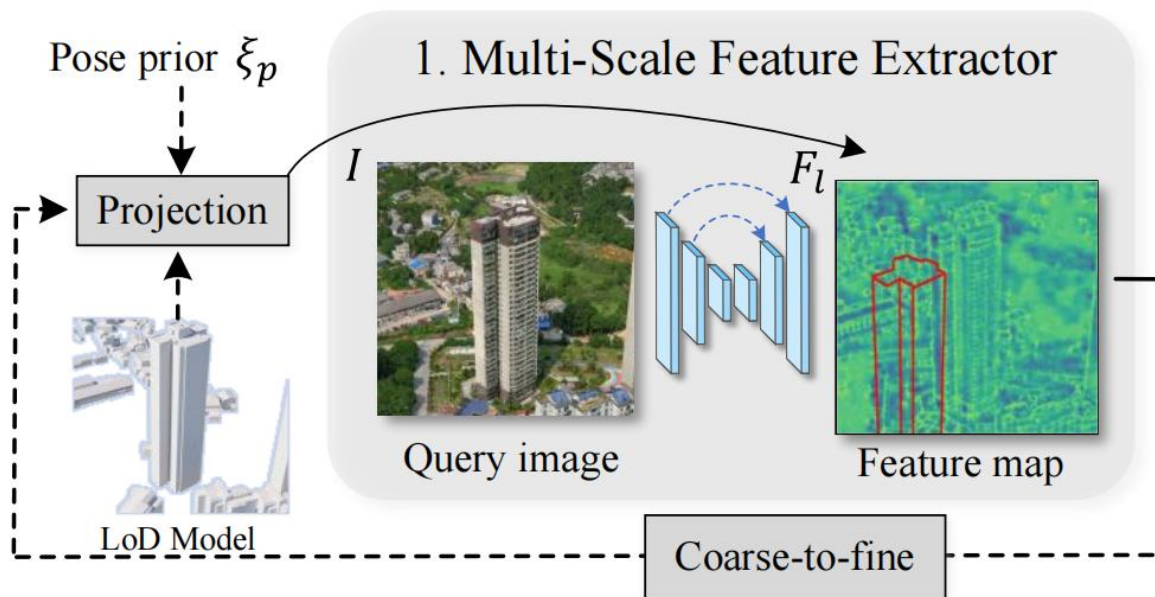 Pose prior ξp
1. Multi-Scale Feature Extractor
I
Fl
Projection
Query image
Feature map
LoD Model
Coarse-to-fine